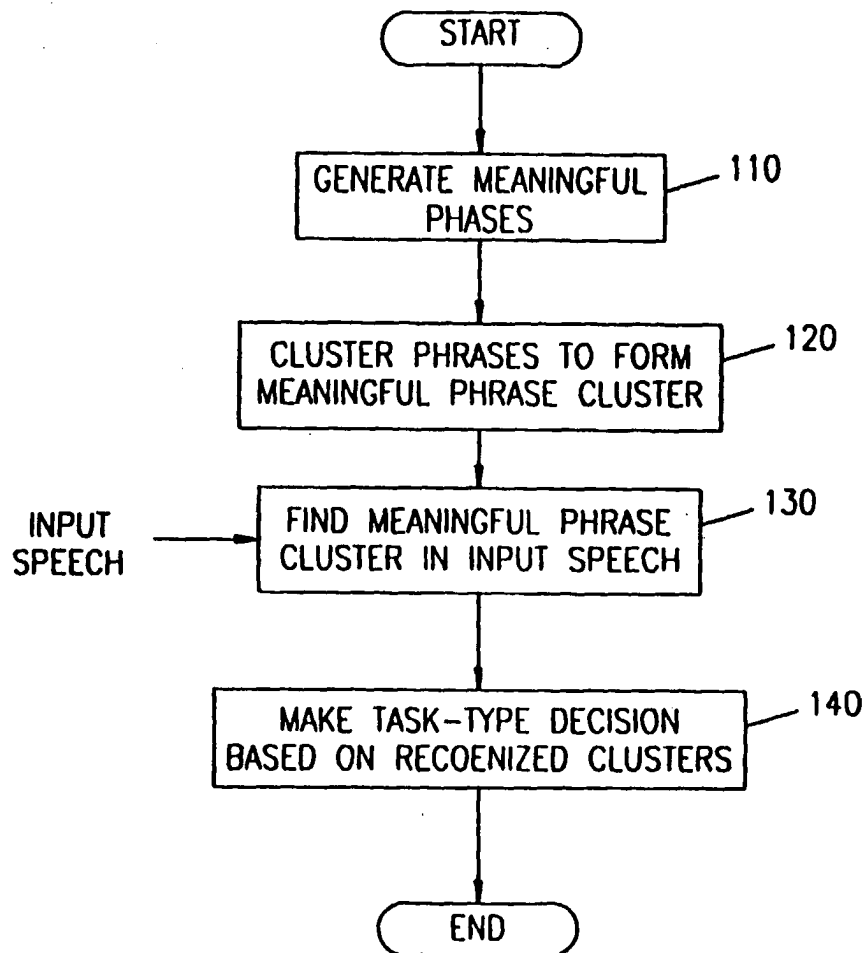 START
GENERATE MEANINGFUL
PHASES
110
CLUSTER PHRASES TO FORM
MEANINGFUL PHRASE CLUSTER
120
INPUT
SPEECH
FIND MEANINGFUL PHRASE
CLUSTER IN INPUT SPEECH
130
MAKE TASK-TYPE DECISION
BASED ON RECOENIZED CLUSTERS
140
END